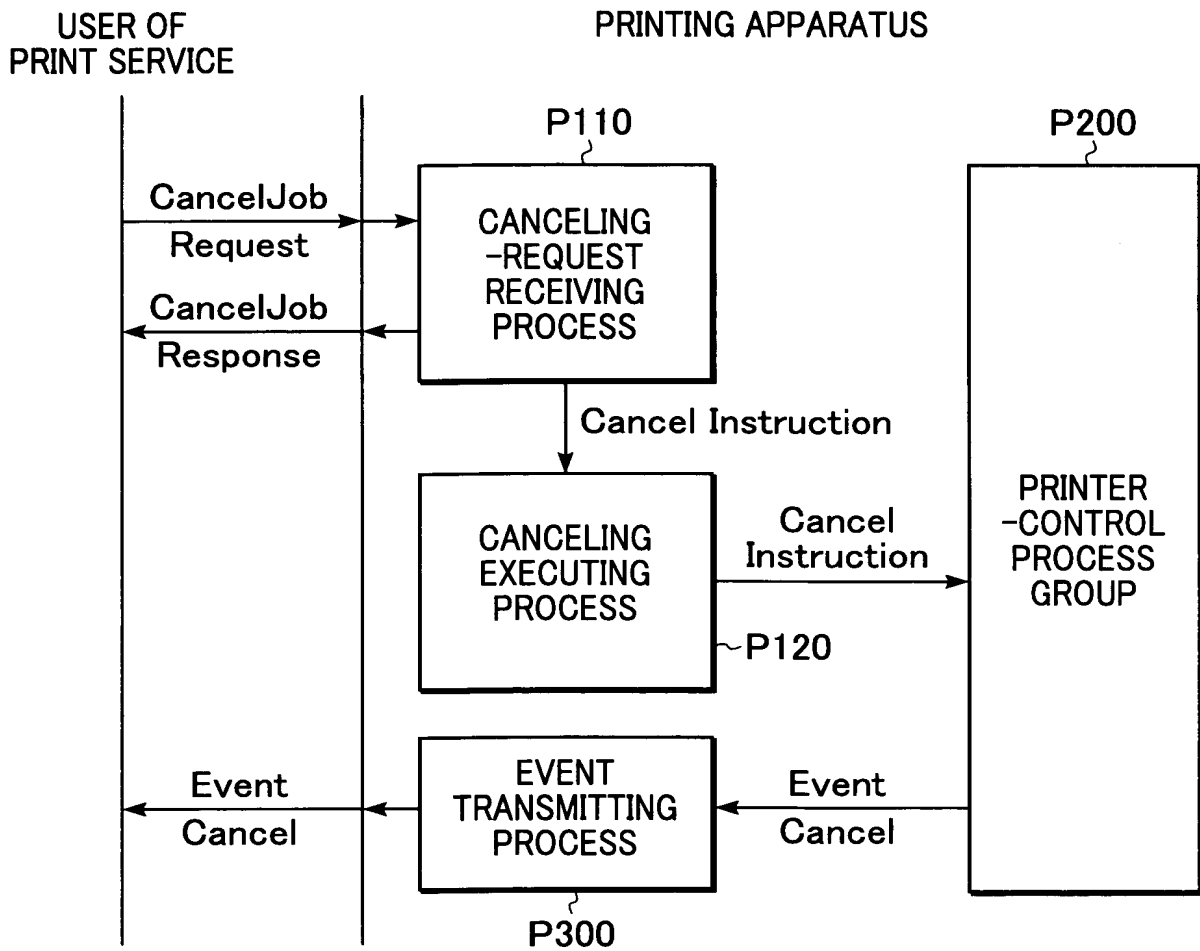 USER OF
PRINT SERVICE
PRINTING APPARATUS
P110
P200
CancelJob
Request
CANCELING
-REQUEST
RECEIVING
PROCESS
CancelJob
Response
Cancel Instruction
CANCELING
EXECUTING
PROCESS
Cancel
Instruction
PRINTER
-CONTROL
PROCESS
GROUP
P120
Event
Cancel
EVENT
TRANSMITTING
PROCESS
Event
Cancel
P300